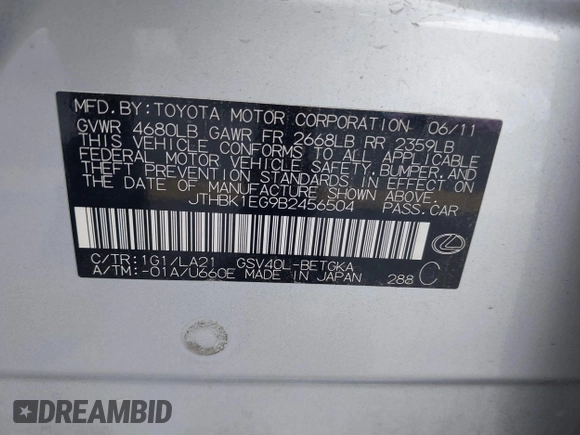 MFD.BY:TOYOTA MOTOR CORPORATION 06/11
GVWR 4680LB GAWR FR 2668LB RR 2359LB
THIS VEHICLE CONFORMS TO ALL APPLICABLE
FEDERAL MOTOR VEHICLE SAFETY,BUMPER,AND
THEFT PREVENTION STANDARDS IN EFFECT ON
THE DATE OF MANUFACTURE SHOWN ABOVE.
JTHBK1EG9B2456504 PASS.CAR
C/TR:1G1/LA21 GSV40L-BETGKA
A/TM:-01A/U660E MADE IN JAPAN 288 C
DREAMBID